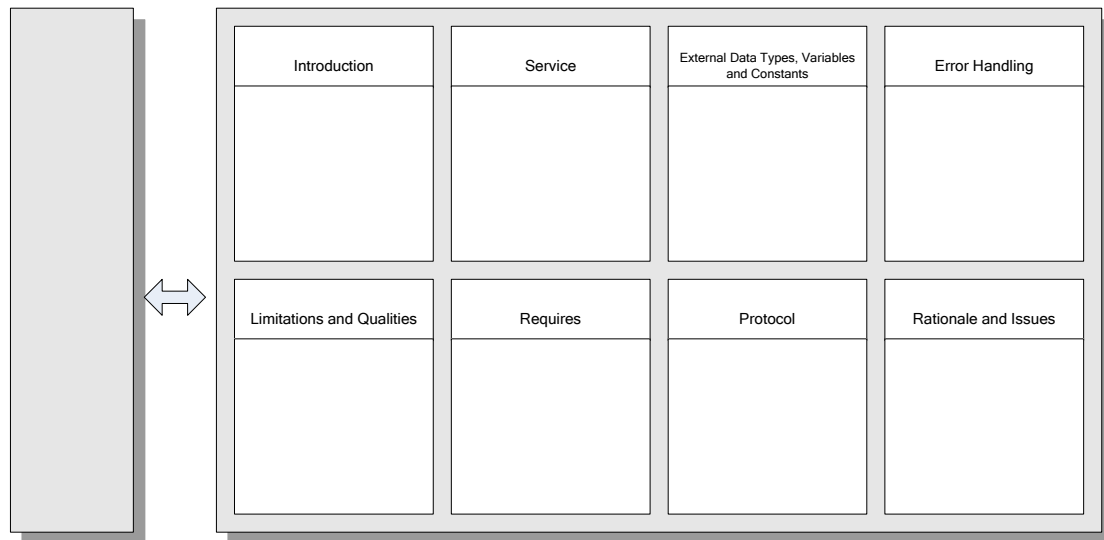 Introduction
Service
External Data Types, Variables
and Constants
Error Handling
Limitations and Qualities
Requires
Protocol
Rationale and Issues